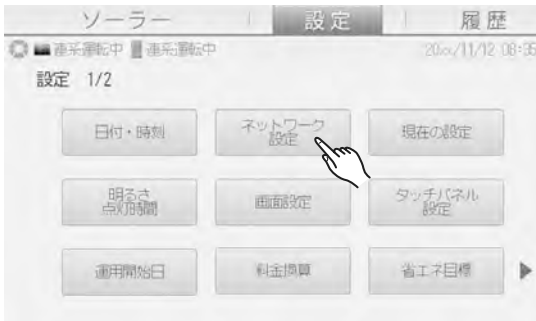 ソーラー 設定 履歴
連系運転中 連系運転中 20xx/11/12 08:35
設定 1/2
日付・時刻 ネットワーク
設定 現在の設定
明るさ
点灯時間 画面設定 タッチパネル
設定
運用開始日 料金換算 省エネ目標